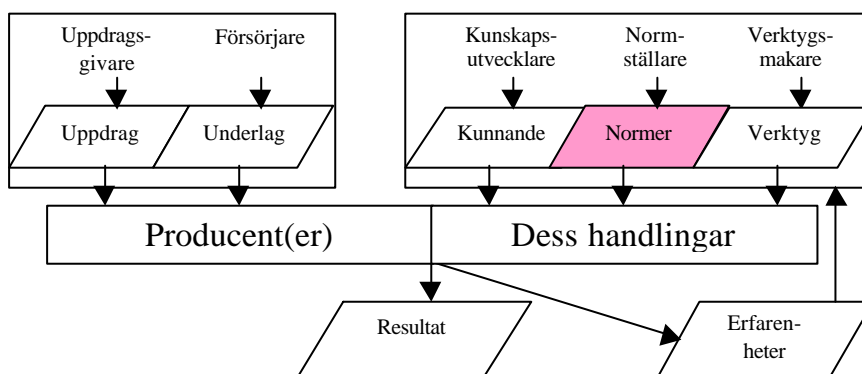 Uppdrags-
givare
Försörjare
Kunskaps-
utvecklare
Norm-
ställare
Verktygs-
makare
Uppdrag
Underlag
Kunnande
Normer
Verktyg
Producent(er)
Dess handlingar
Resultat
Erfaren-
heter